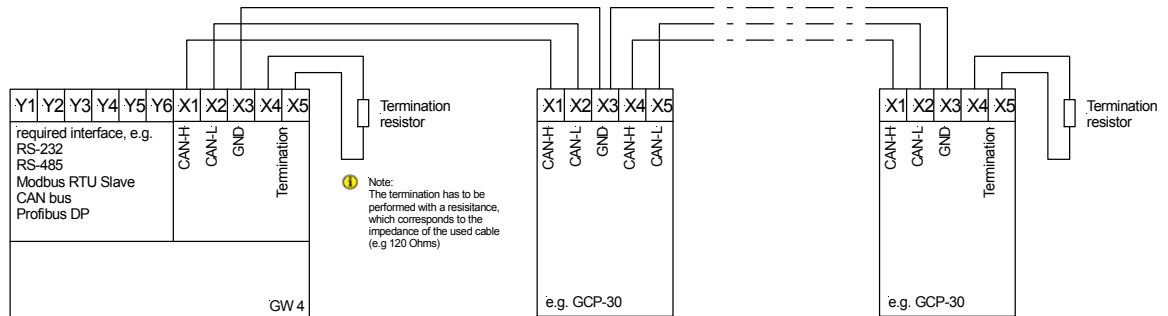 Y1 Y2 Y3 Y4 Y5 Y6 X1 X2 X3 X4 X5
required interface, e.g.
RS-232
RS-485
Modbus RTU Slave
CAN bus
Profibus DP
CAN-H
CAN-L
GND
Termination
GW 4
Termination
resistor
Note:
The termination has to be
performed with a resisitance,
which corresponds to the
impedance of the used cable
(e.g 120 Ohms)
X1 X2 X3 X4 X5
CAN-H
CAN-L
GND
CAN-H
CAN-L
e.g. GCP-30
X1 X2 X3 X4 X5
CAN-H
CAN-L
GND
Termination
e.g. GCP-30
Termination
resistor